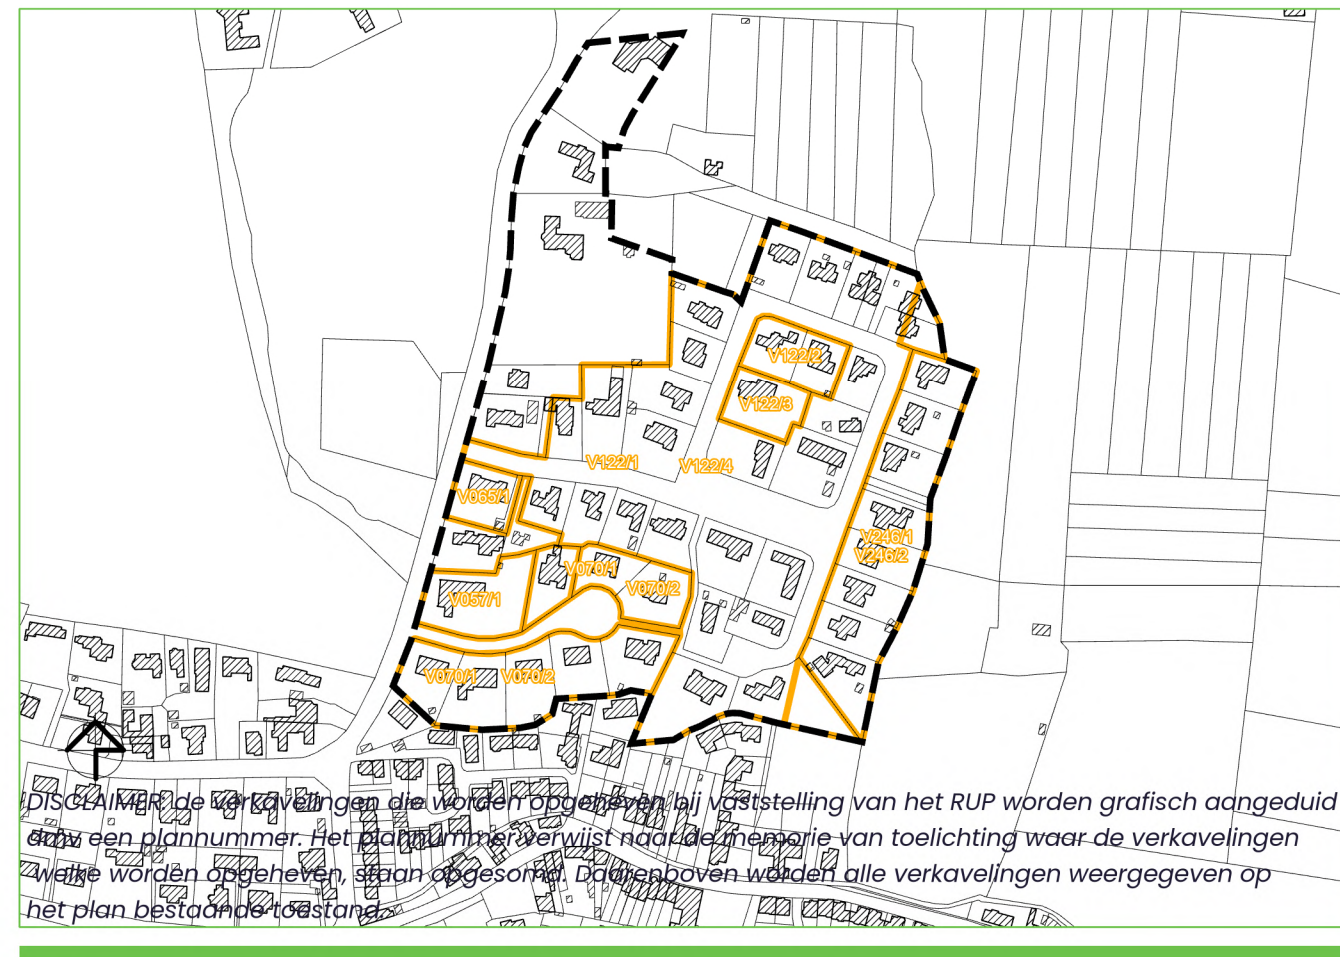 V122/2
V122/3
V122/1
V122/4
V065/1
V246/1
V246/2
V070/1
V070/2
V057/1
V070/1
V070/2
DISCLAIMER: de verkavelingen die worden opgeheven bij vaststelling van het RUP worden grafisch aangeduid
dmv een plannummer. Het plannummer verwijst naar de memorie van toelichting waar de verkavelingen
welke worden opgeheven, staan opgesomd. Daarenboven worden alle verkavelingen weergegeven op
het plan bestaande toestand.